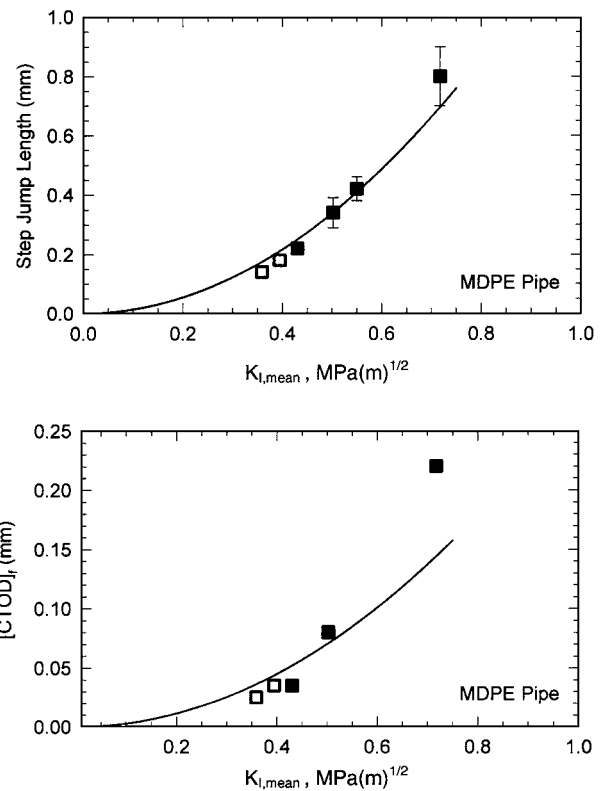 1.0
0.8
0.6
0.4
0.2
0.0
Step Jump Length (mm)
MDPE Pipe
0.0 0.2 0.4 0.6 0.8 1.0
K_I,mean , MPa(m)^1/2
0.25
0.20
0.15
0.10
0.05
0.00
[CTOD]_f (mm)
MDPE Pipe
0.2 0.4 0.6 0.8 1.0
K_I,mean , MPa(m)^1/2